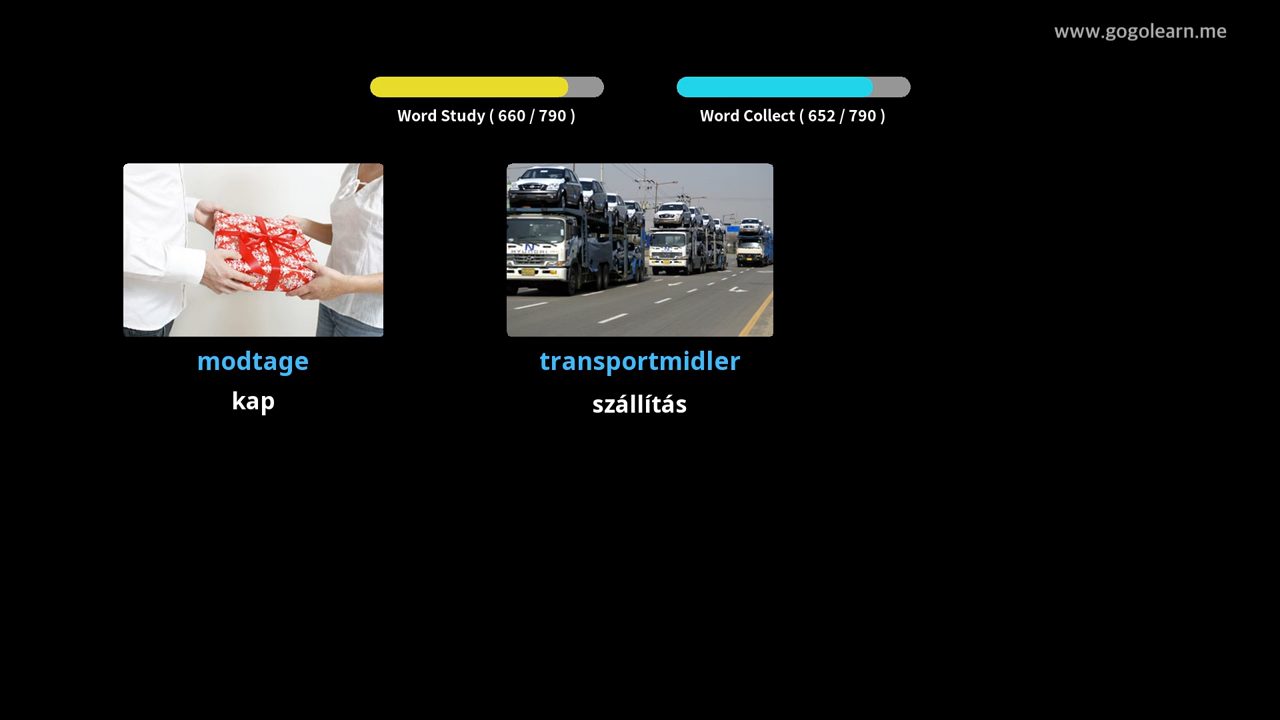 www.gogolearn.me
Word Study ( 660 / 790 )
Word Collect ( 652 / 790 )
modtage
kap
transportmidler
szállítás